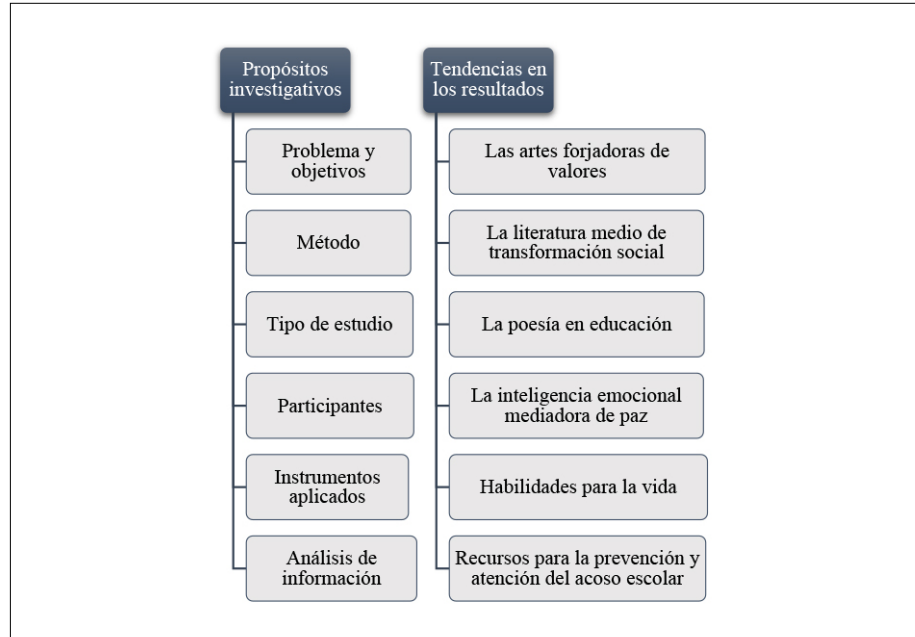 Propósitos
investigativos
Problema y
objetivos
Método
Tipo de estudio
Participantes
Instrumentos
aplicados
Análisis de
información
Tendencias en
los resultados
Las artes forjadoras de
valores
La literatura medio de
transformación social
La poesía en educación
La inteligencia emocional
mediadora de paz
Habilidades para la vida
Recursos para la prevención y
atención del acoso escolar